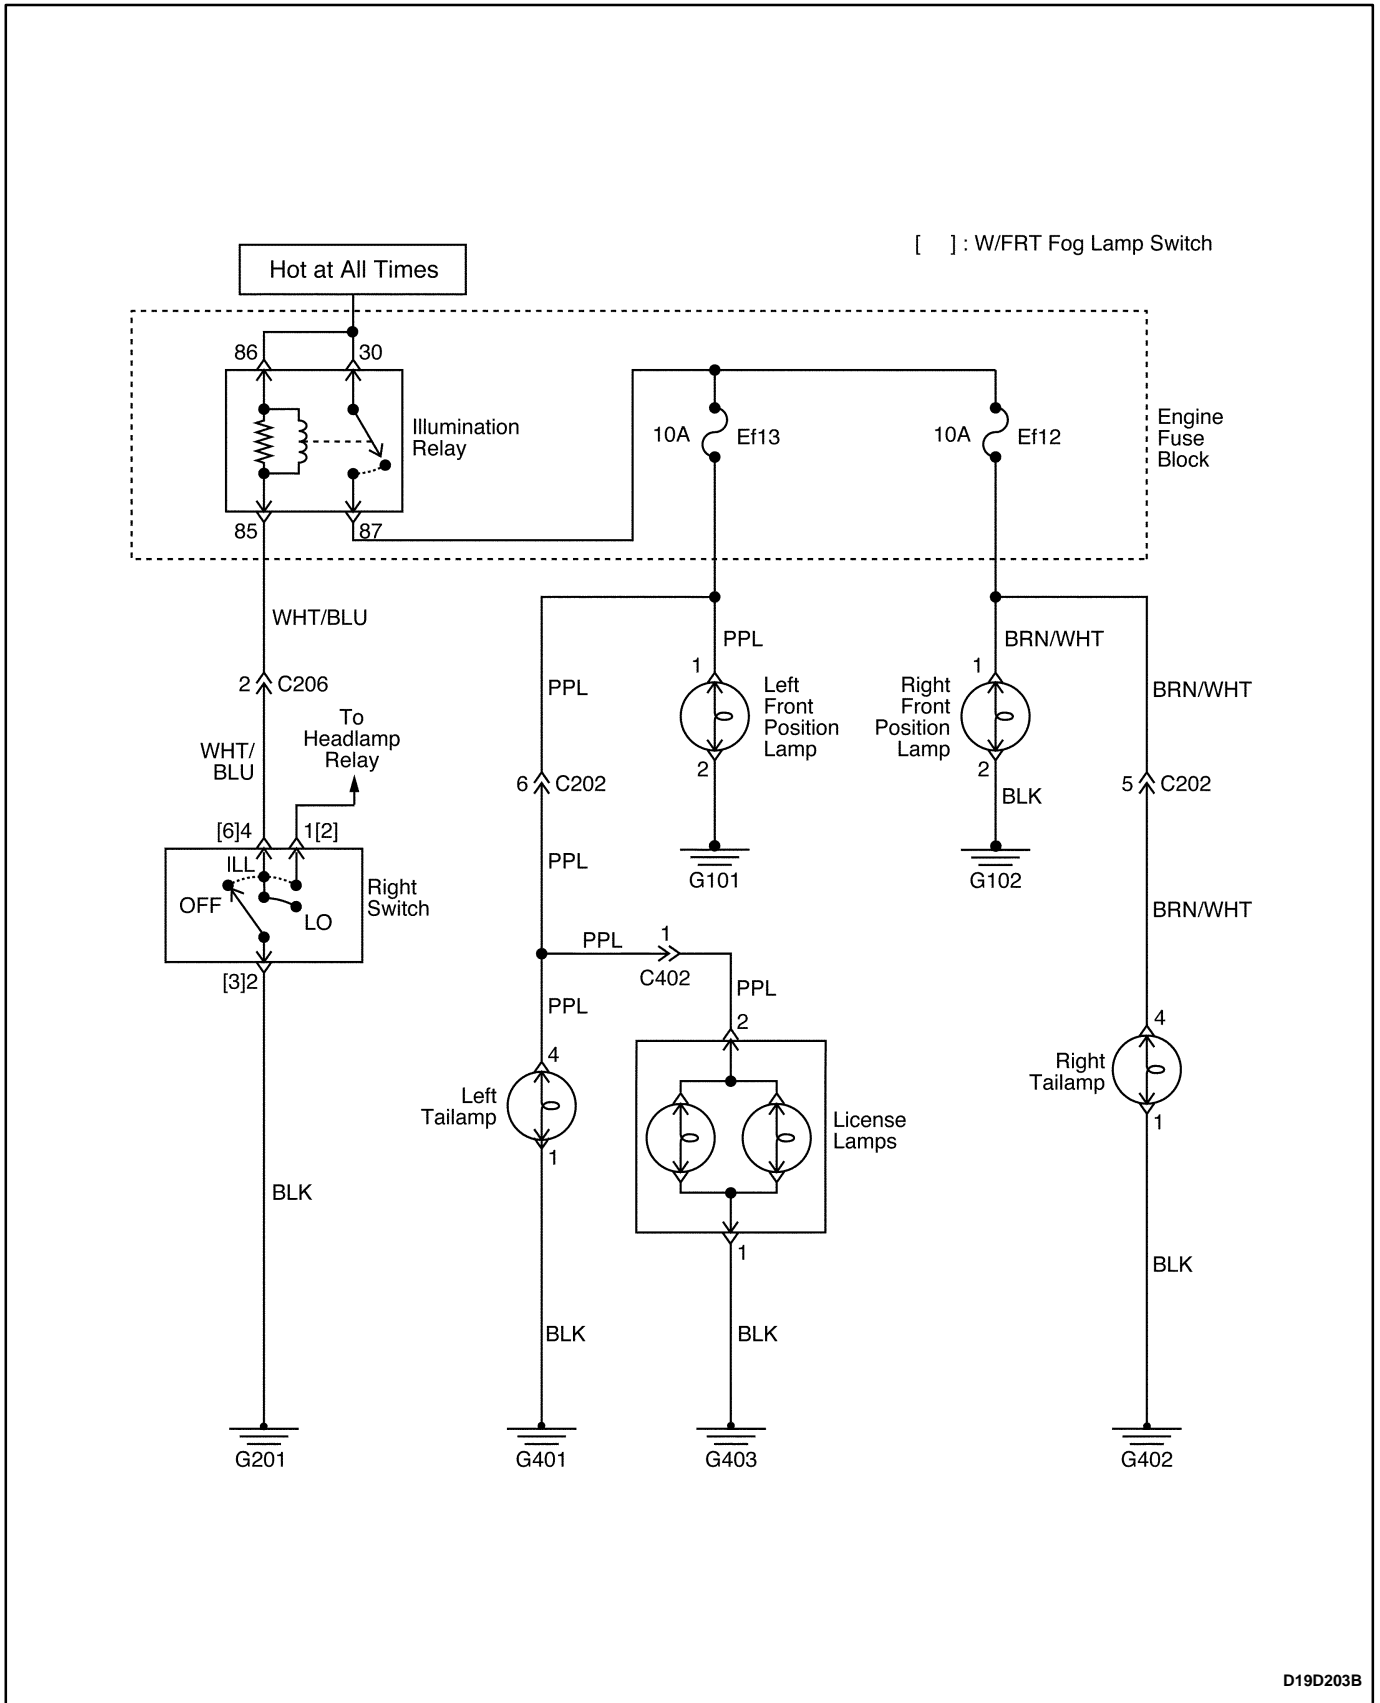 [ ] : W/FRT Fog Lamp Switch
Hot at All Times
86
30
Illumination
Relay
10A
Ef13
10A
Ef12
Engine
Fuse
Block
85
87
WHT/BLU
PPL
BRN/WHT
2
C206
PPL
1
Left
Front
Position
Lamp
1
Right
Front
Position
Lamp
BRN/WHT
To
Headlamp
Relay
WHT/
BLU
2
2
6
C202
BLK
5
C202
[6]4
1[2]
ILL
OFF
LO
Right
Switch
PPL
G101
G102
BRN/WHT
[3]2
PPL
1
C402
PPL
PPL
2
4
4
Left
Tailamp
Right
Tailamp
License
Lamps
1
1
1
BLK
BLK
BLK
BLK
G201
G401
G403
G402
D19D203B